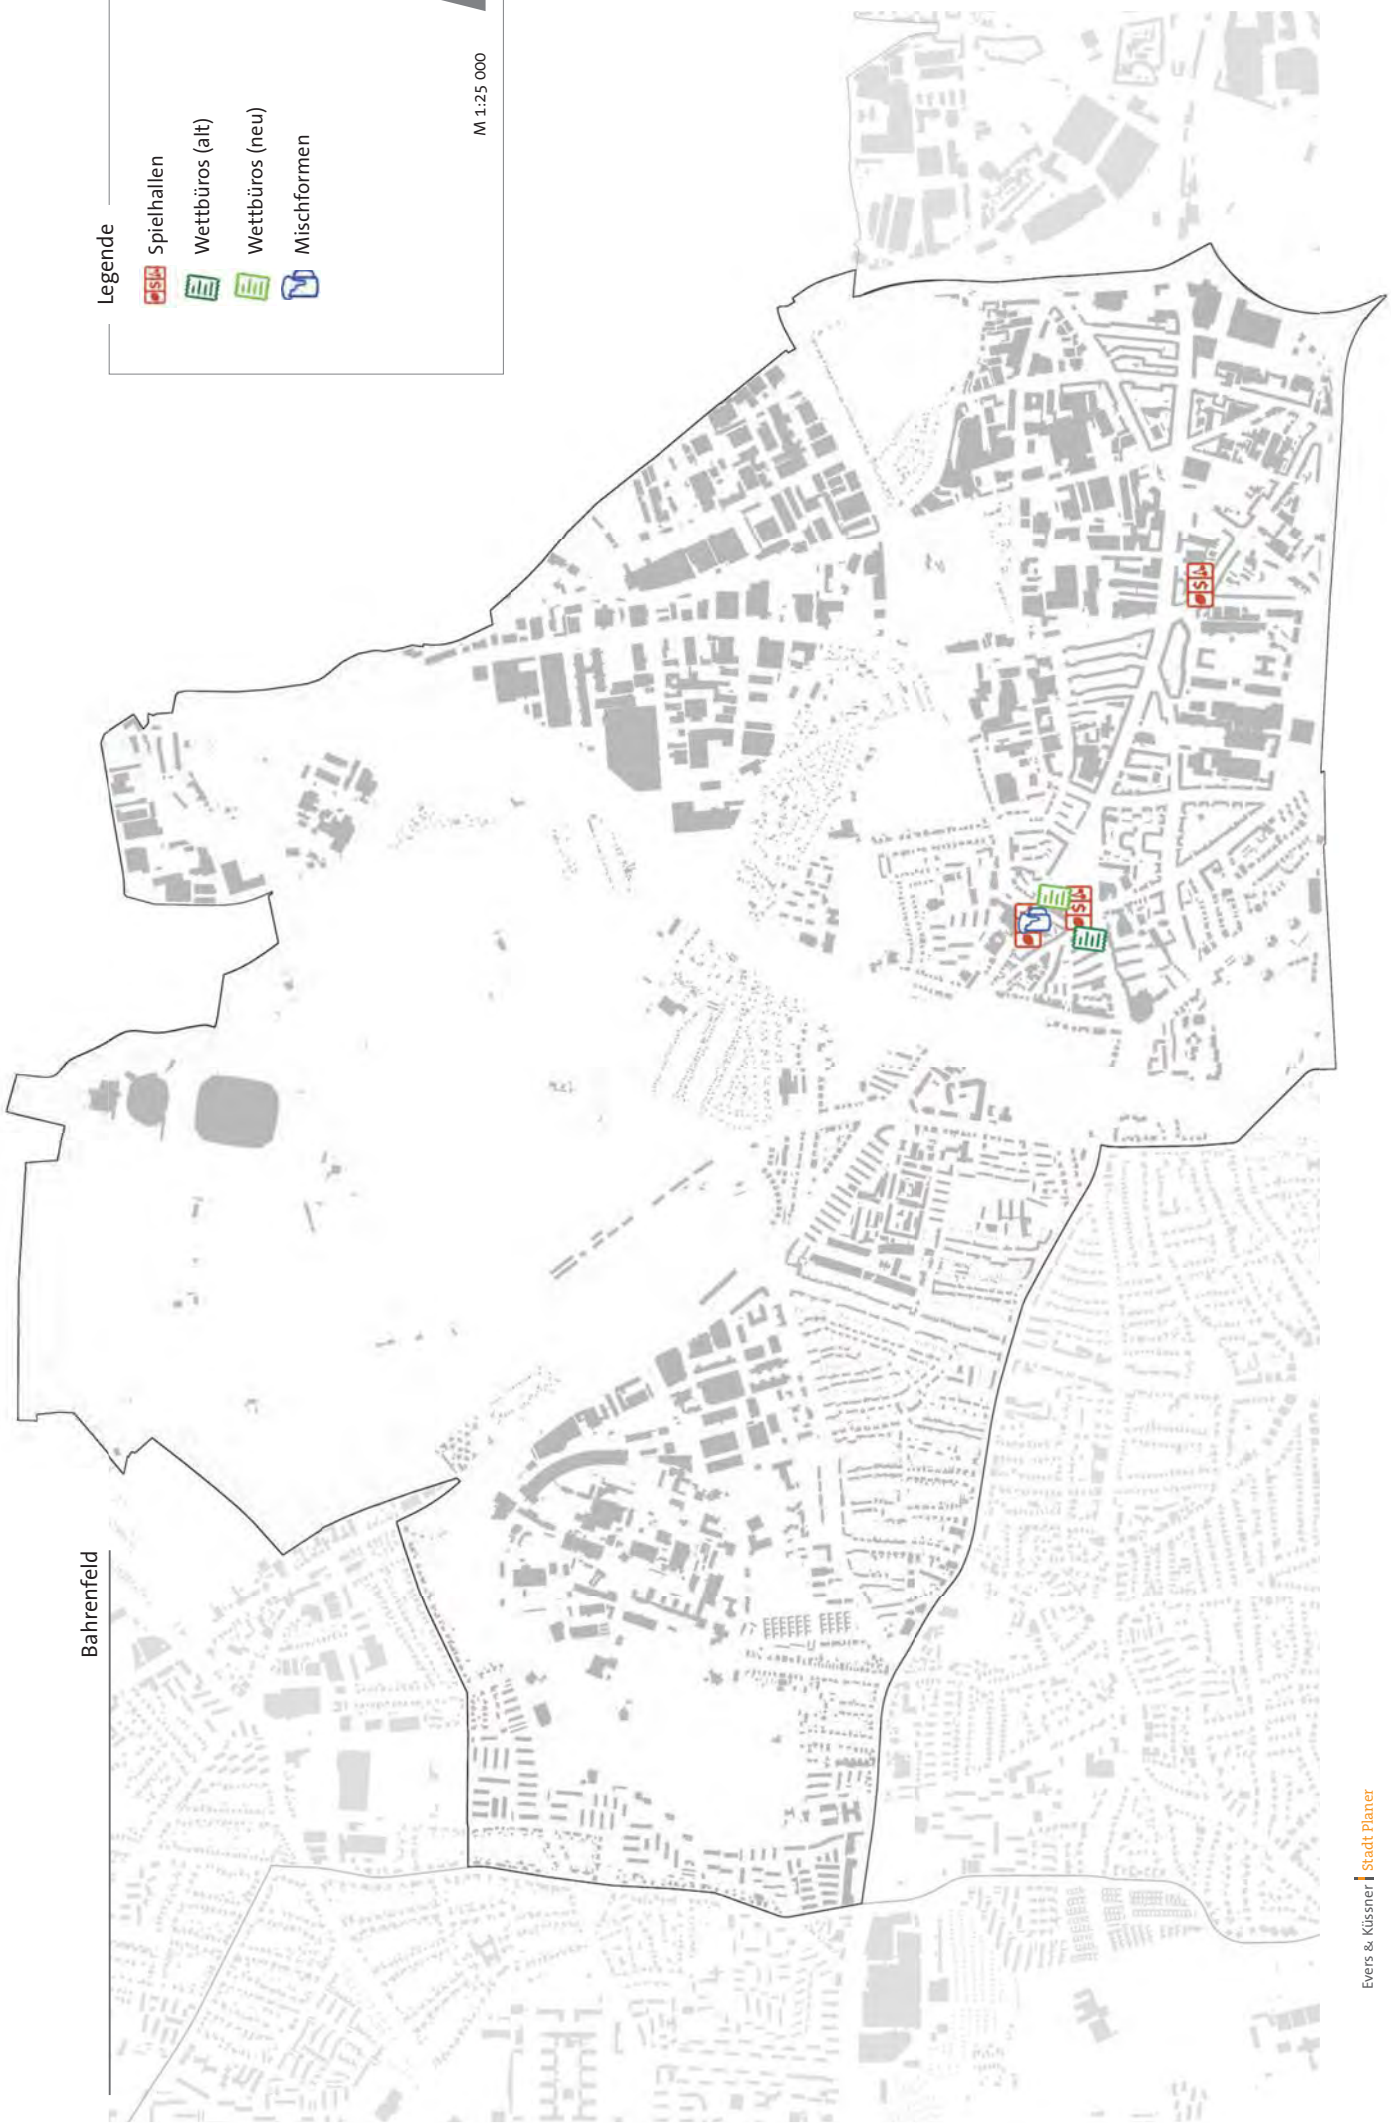 Bahrenfeld
Legende
Spielhallen
Wettbüros (alt)
Wettbüros (neu)
Mischformen
M 1:25 000
Evers & Küssner | Stadt Planer